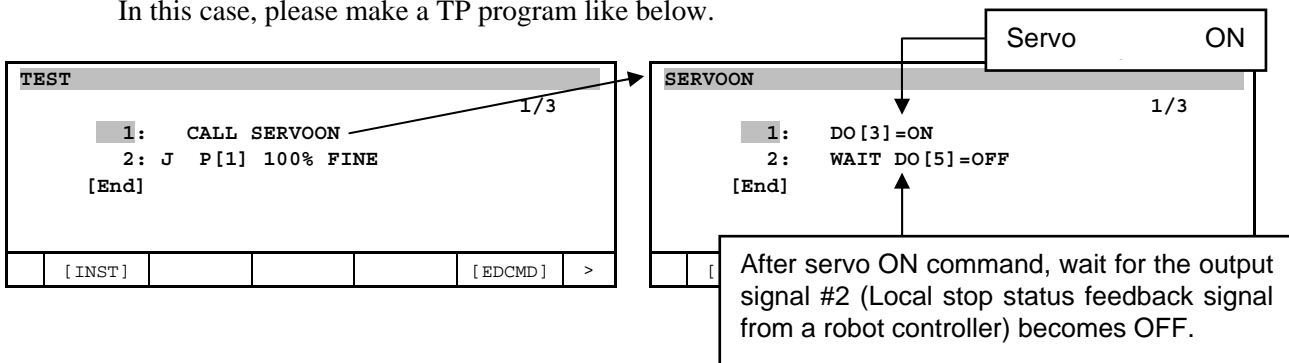 In this case, please make a TP program like below.
Servo ON
TEST
1/3
1: CALL SERVOON
2: J P[1] 100% FINE
[End]
[INST] [EDCMD] >
SERVOON
1/3
1: DO[3]=ON
2: WAIT DO[5]=OFF
[End]
[
After servo ON command, wait for the output
signal #2 (Local stop status feedback signal
from a robot controller) becomes OFF.